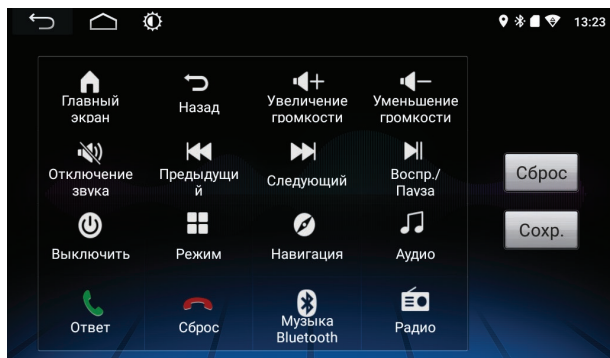 13:23
Главный
экран
Назад
Увеличение
громкости
Уменьшение
громкости
Отключение
звука
Предыдущи
й
Следующий
Воспр./
Пауза
Сброс
Выключить
Режим
Навигация
Аудио
Сохр.
Ответ
Сброс
Музыка
Bluetooth
Радио